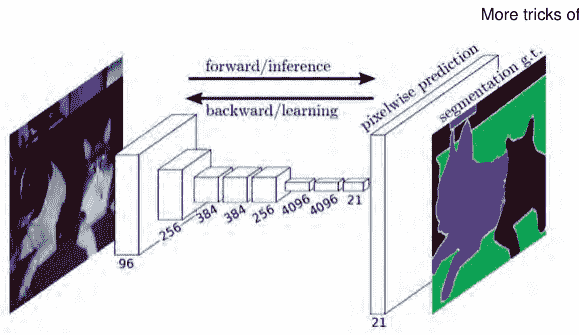 More tricks of
forward/inference
backward/learning
pixelwise prediction
segmentation g.t.
96
256
384
384
256
4096
4096
21
21